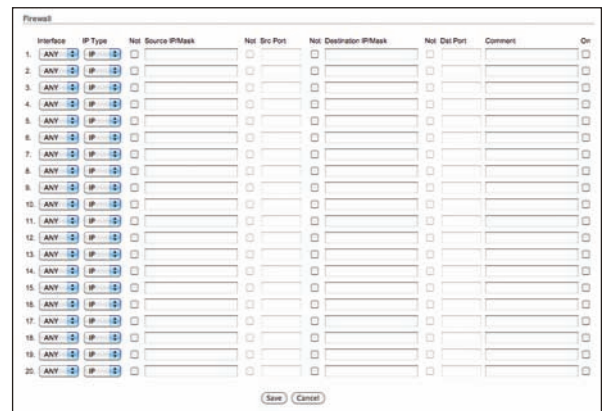 Firewall
Interface IP Type Not Source IP/Mask Not Src Port Not Destination IP/Mask Not Dst Port Comment On
1. ANY IP
2. ANY IP
3. ANY IP
4. ANY IP
5. ANY IP
6. ANY IP
7. ANY IP
8. ANY IP
9. ANY IP
10. ANY IP
11. ANY IP
12. ANY IP
13. ANY IP
14. ANY IP
15. ANY IP
16. ANY IP
17. ANY IP
18. ANY IP
19. ANY IP
20. ANY IP
Save Cancel